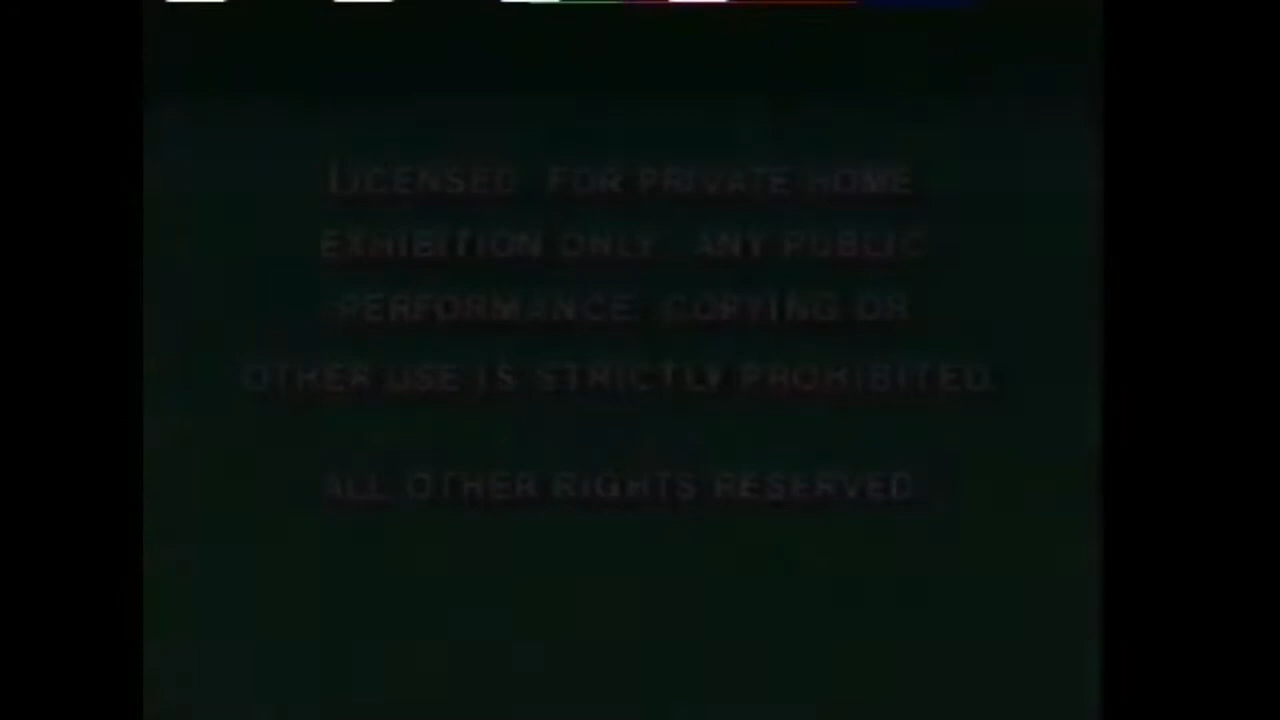 LICENSED FOR PRIVATE HOME
EXHIBITION ONLY. ANY PUBLIC
PERFORMANCE, COPYING OR
OTHER USE IS STRICTLY PROHIBITED.
ALL OTHER RIGHTS RESERVED.